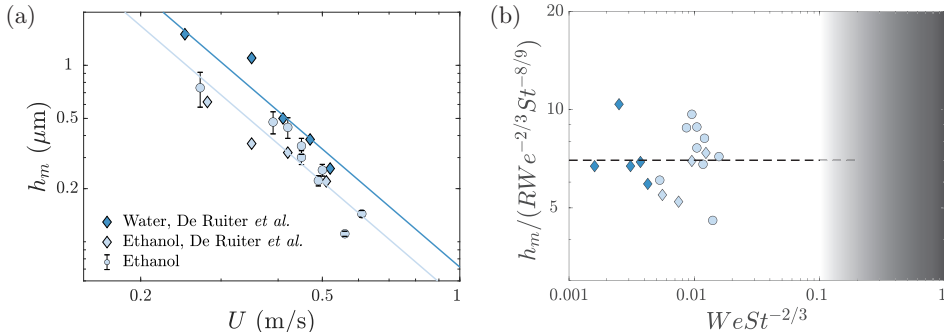 (a)
h_m (μm)
1
0.5
0.2
Water, De Ruiter et al.
Ethanol, De Ruiter et al.
Ethanol
0.2
0.5
1
U (m/s)
(b)
h_m/(RWe^{-2/3}St^{-8/9})
20
10
5
0.001
0.01
0.1
1
WeSt^{-2/3}